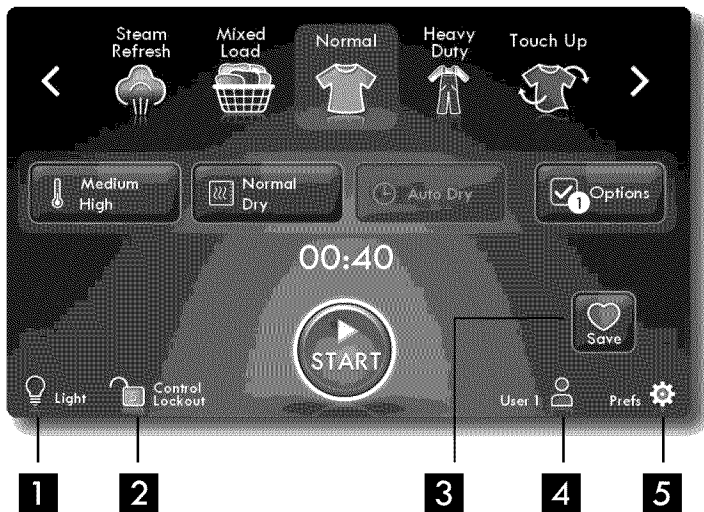 Steam
Refresh
Mixed
Load
Normal
Heavy
Duty
Touch Up
Medium
High
Normal
Dry
Auto Dry
1
Options
00:40
START
Save
Light
Control
Lockout
User 1
Prefs
1
2
3
4
5